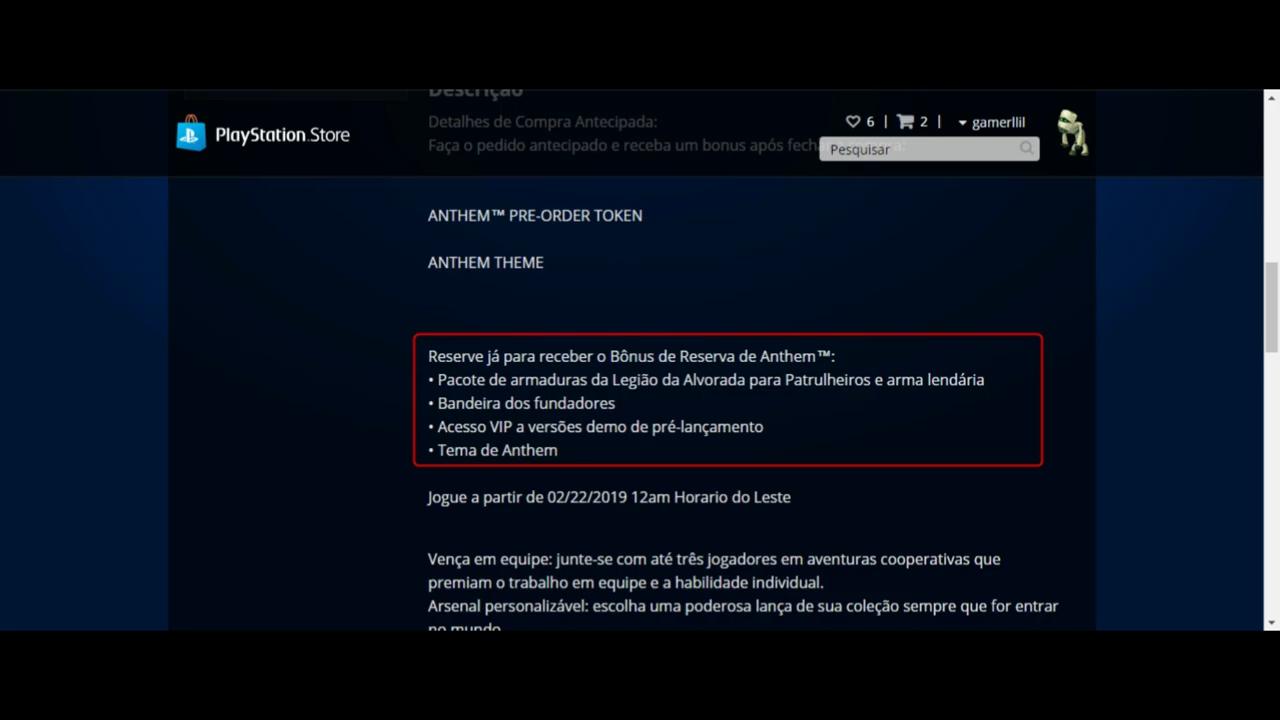 Descrição
PlayStation.Store
6 | 2 | gamerllil
Detalhes de Compra Antecipada:
Faça o pedido antecipado e receba um bonus após
Pesquisar
ANTHEM™ PRE-ORDER TOKEN
ANTHEM THEME
Reserve já para receber o Bônus de Reserva de Anthem™:
• Pacote de armaduras da Legião da Alvorada para Patrulheiros e arma lendária
• Bandeira dos fundadores
• Acesso VIP a versões demo de pré-lançamento
• Tema de Anthem
Jogue a partir de 02/22/2019 12am Horario do Leste
Vença em equipe: junte-se com até três jogadores em aventuras cooperativas que
premiam o trabalho em equipe e a habilidade individual.
Arsenal personalizável: escolha uma poderosa lança de sua coleção sempre que for entrar
no mundo